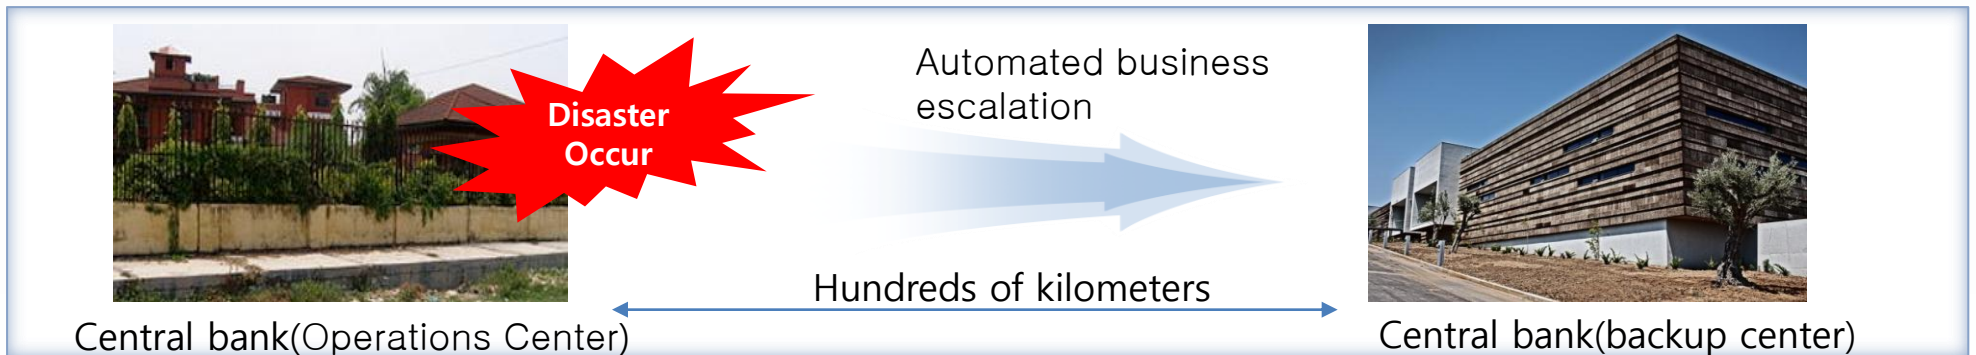 Disaster
Occur
Automated business
escalation
Hundreds of kilometers
Central bank(Operations Center)
Central bank(backup center)